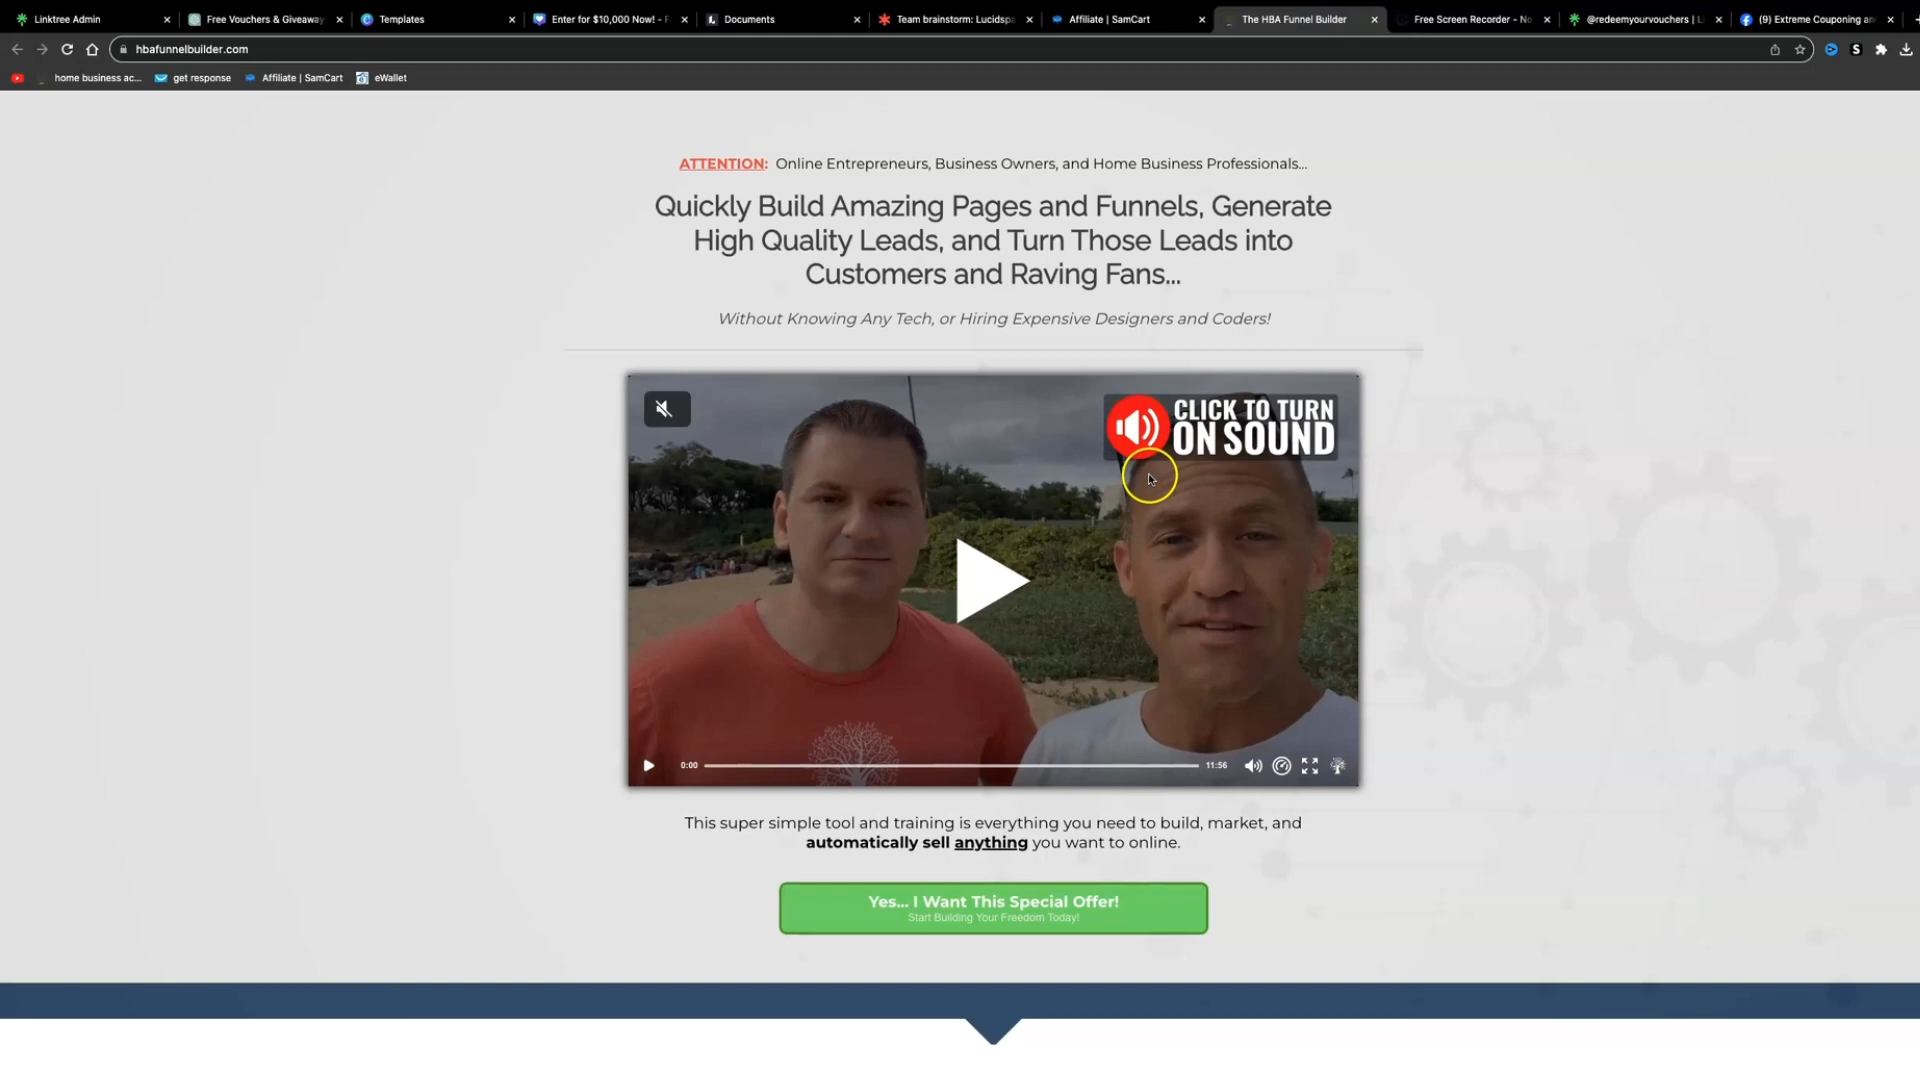 Linktree Admin
Free Vouchers & Giveaway
Templates
Enter for $10,000 Now! -
Documents
Team brainstorm: Lucidspa
Affiliate | SamCart
The HBA Funnel Builder
Free Screen Recorder - No
@redeemyourvouchers | L
(9) Extreme Couponing an
hbafunnelbuilder.com
home business ac...
get response
Affiliate | SamCart
eWallet
ATTENTION: Online Entrepreneurs, Business Owners, and Home Business Professionals...
Quickly Build Amazing Pages and Funnels, Generate
High Quality Leads, and Turn Those Leads into
Customers and Raving Fans...
Without Knowing Any Tech, or Hiring Expensive Designers and Coders!
CLICK TO TURN
ON SOUND
0:00
11:56
This super simple tool and training is everything you need to build, market, and
automatically sell anything you want to online.
Yes... I Want This Special Offer!
Start Building Your Freedom Today!